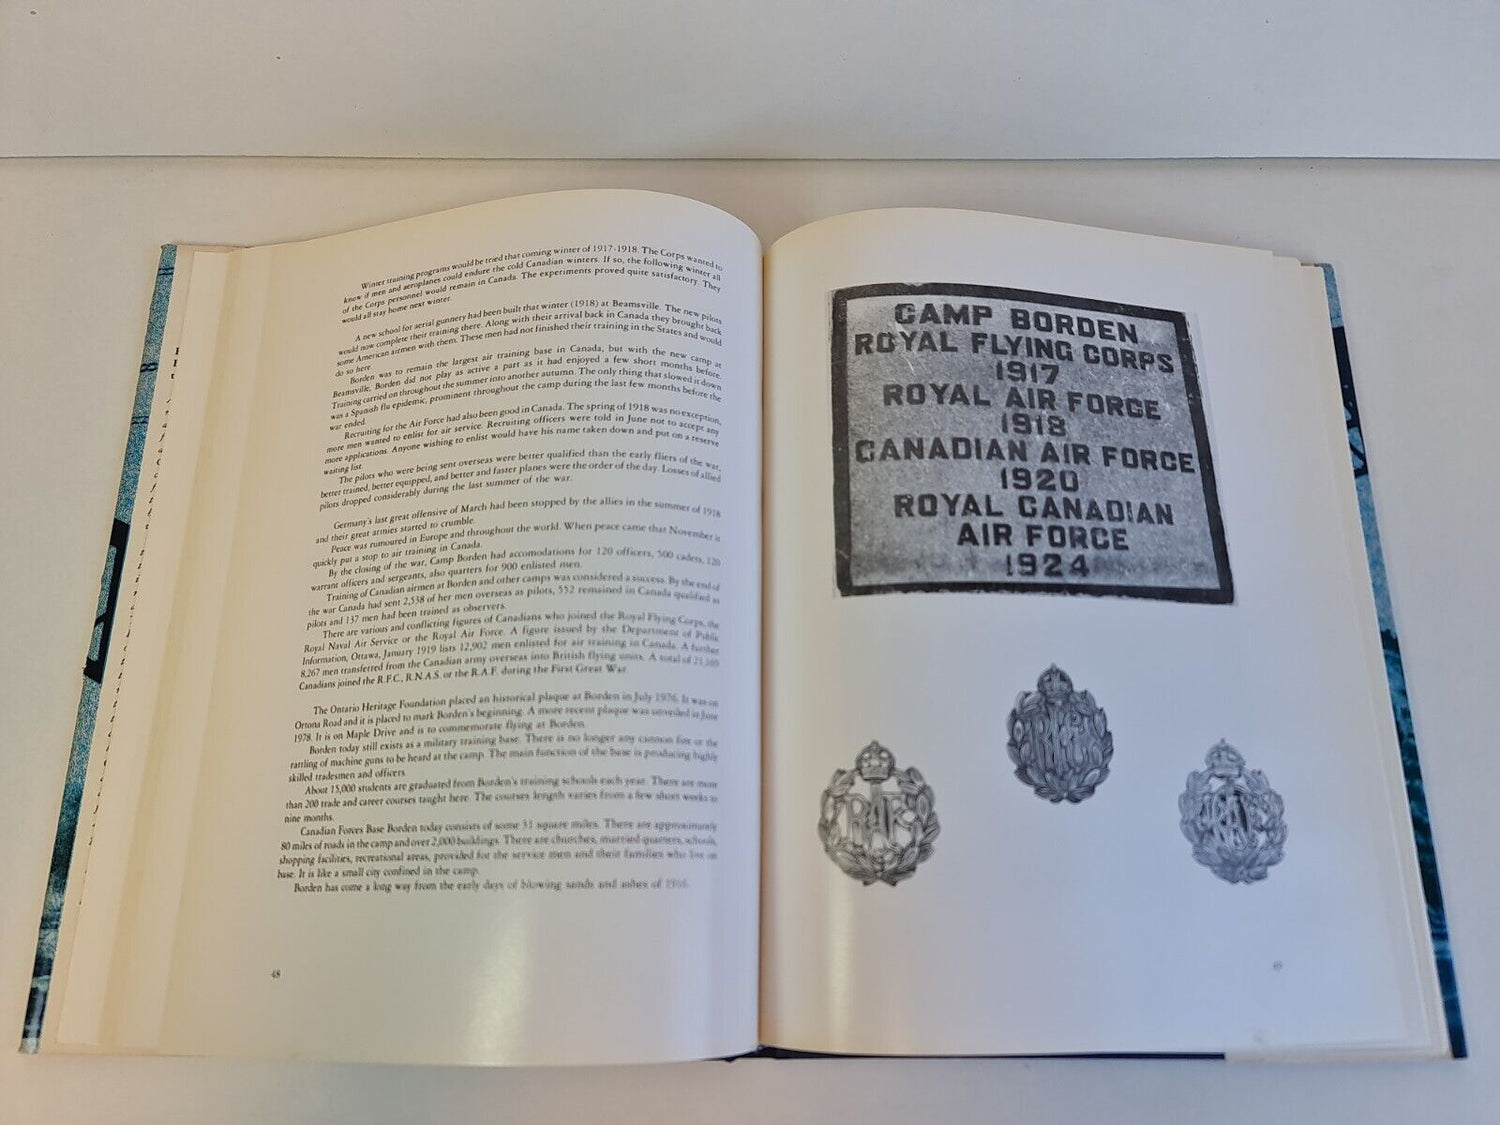 Winter training programs would be tried that coming winter of 1917-1918. The Corps wanted to
know if men and aeroplanes could endure the cold Canadian winters. If so, the following winter all
of the Corps personnel would remain in Canada. The experiments proved quite satisfactory. They
would all stay home next winter.
A new school for aerial gunnery had been built that winter (1918) at Beamsville. The new pilots
would now complete their training there. Along with their arrival back in Canada they brought back
some American airmen with them. These men had not finished their training in the States and would
do so here.
Borden was to remain the largest air training base in Canada, but with the new camp at
Beamsville, Borden did not play as active a part as it had enjoyed a few short months before.
Training carried on throughout the summer into another autumn. The only thing that slowed it down
was a Spanish flu epidemic, prominent throughout the camp during the last few months before the
war ended.
Recruiting for the Air Force had also been good in Canada. The spring of 1918 was no exception,
more men wanted to enlist for air service. Recruiting officers were told in June not to accept any
more applications. Anyone wishing to enlist would have his name taken down and put on a reserve
waiting list.
The pilots who were being sent overseas were better qualified than the early fliers of the war,
better trained, better equipped, and better and faster planes were the order of the day. Losses of allied
pilots dropped considerably during the last summer of the war.
Germany's last great offensive of March had been stopped by the allies in the summer of 1918
and their great armies started to crumble.
Peace was rumoured in Europe and throughout the world. When peace came that November it
quickly put a stop to air training in Canada.
By the closing of the war, Camp Borden had accomodations for 120 officers, 500 cadets, 120
warrant officers and sergeants, also quarters for 900 enlisted men.
Training of Canadian airmen at Borden and other camps was considered a success. By the end of
the war Canada had sent 2,538 of her men overseas as pilots, 552 remained in Canada qualified as
pilots and 137 men had been trained as observers.
There are various and conflicting figures of Canadians who joined the Royal Flying Corps, the
Royal Naval Air Service or the Royal Air Force. A figure issued by the Department of Public
Information, Ottawa, January 1919 lists 12,902 men enlisted for air training in Canada. A further
8,267 men transferred from the Canadian army overseas into British flying units. A total of 21,169
Canadians joined the R.F.C., R.N.A.S. or the R.A.F. during the First Great War.
The Ontario Heritage Foundation placed an historical plaque at Borden in July 1976. It was on
Ortona Road and it is placed to mark Borden's beginning. A more recent plaque was unveiled in June
1978. It is on Maple Drive and is to commemorate flying at Borden.
Borden today still exists as a military training base. There is no longer any cannon fire or the
rattling of machine guns to be heard at the camp. The main function of the base is producing highly
skilled tradesmen and officers.
About 15,000 students are graduated from Borden's training schools each year. There are more
than 200 trade and career courses taught here. The courses length varies from a few short weeks to
nine months.
Canadian Forces Base Borden today consists of some 31 square miles. There are approximately
80 miles of roads in the camp and over 2,000 buildings. There are churches, married quarters, schools,
shopping facilities, recreational areas, provided for the service men and their families who live on
base. It is like a small city confined in the camp.
Borden has come a long way from the early days of blowing sands and ashes of 1916.
48
CAMP BORDEN
ROYAL FLYING CORPS
1917
ROYAL AIR FORCE
1918
CANADIAN AIR FORCE
1920
ROYAL CANADIAN
AIR FORCE
1924
RFC
RAF
49